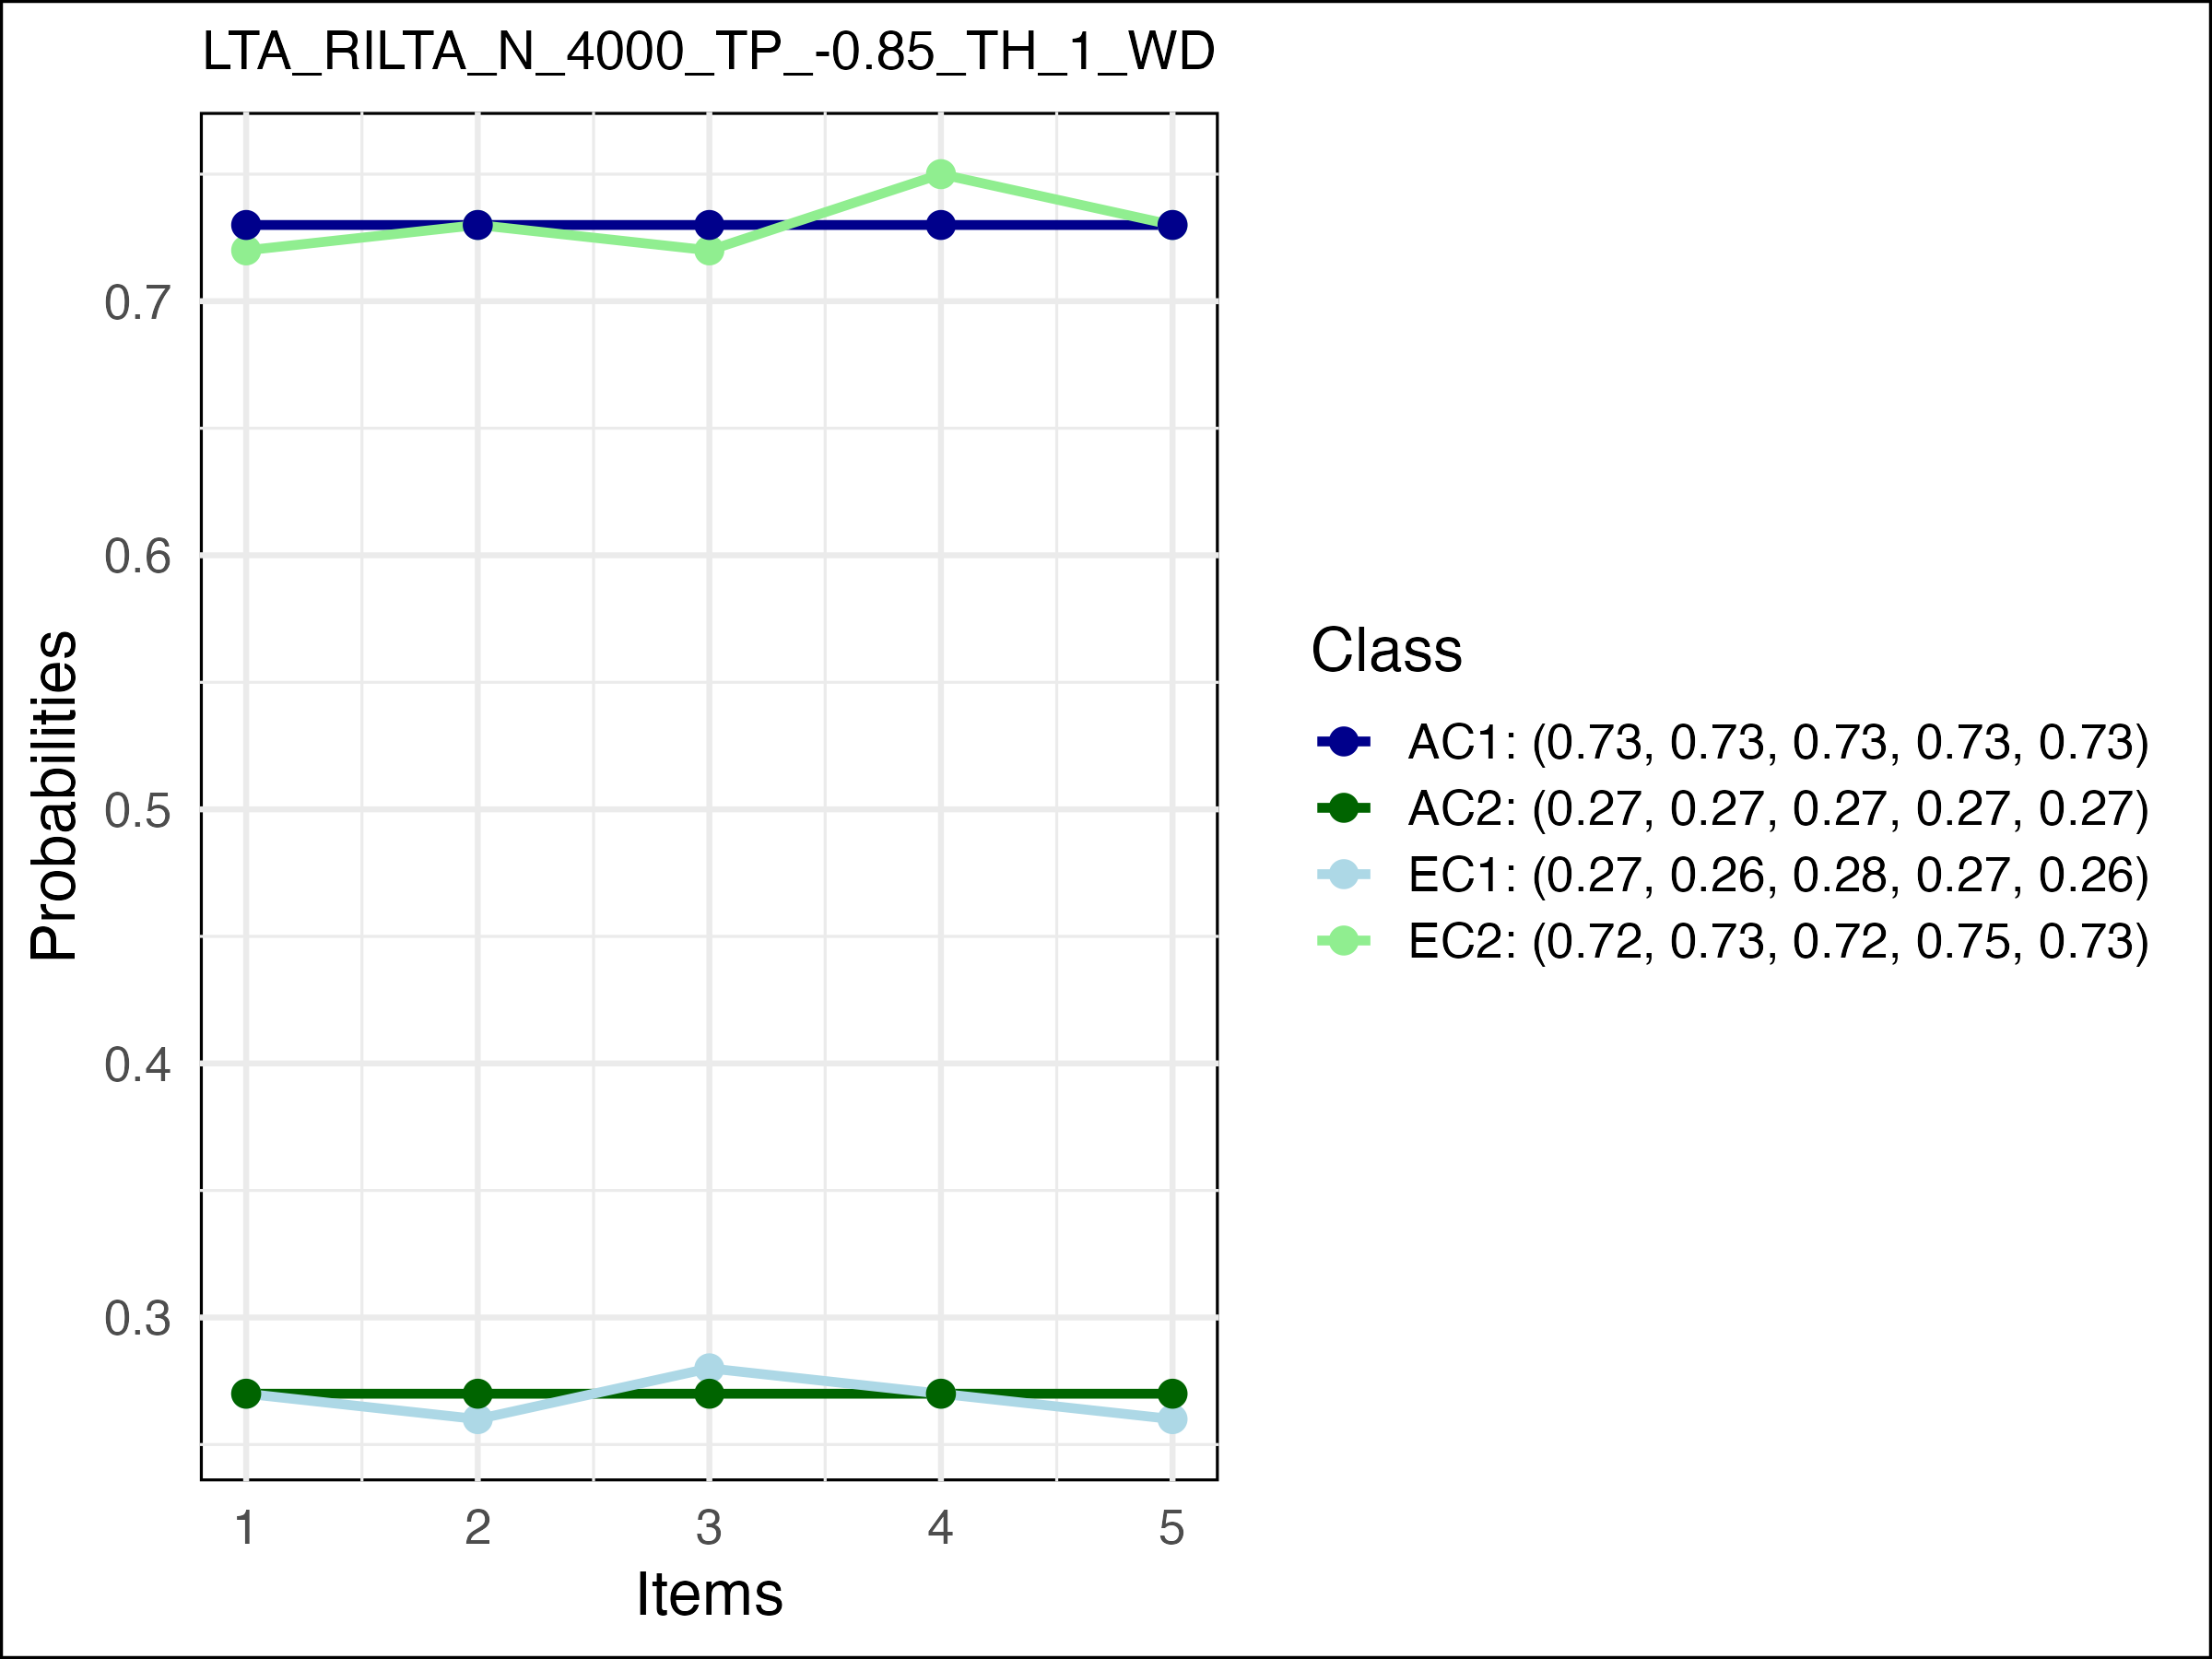 LTA_RILTA_N_4000_TP_-0.85_TH_1_WD
0.7
0.6
0.5
0.4
0.3
Probabilities
1 2 3 4 5
Items
Class
AC1: (0.73, 0.73, 0.73, 0.73, 0.73)
AC2: (0.27, 0.27, 0.27, 0.27, 0.27)
EC1: (0.27, 0.26, 0.28, 0.27, 0.26)
EC2: (0.72, 0.73, 0.72, 0.75, 0.73)